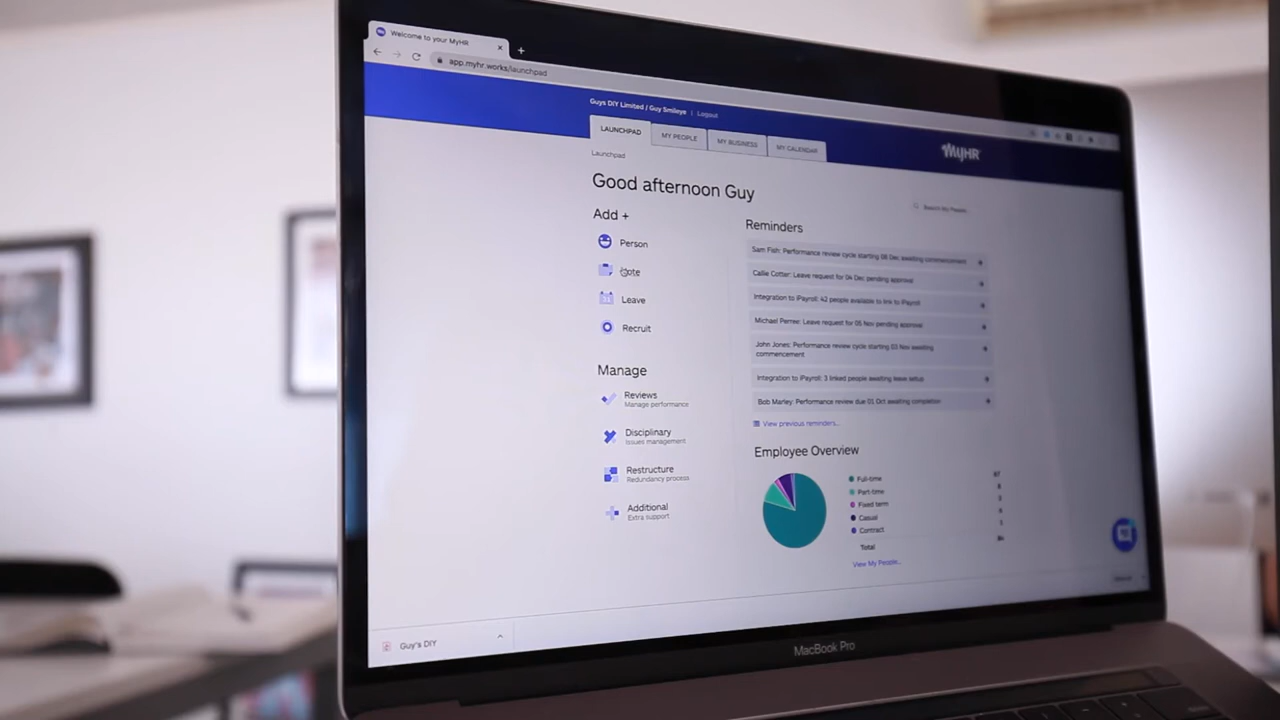 Welcome to your MyHR
app.myhr.works/launchpad
Guys DIY Limited / Guy Smileys | Logout
LAUNCHPAD
MY PEOPLE
MY BUSINESS
MY CALENDAR
MyHR
Launchpad
Good afternoon Guy
Search My People...
Add +
Person
Leave
Recruit
Manage
Reviews
Manage performance
Disciplinary
Issues management
Restructure
Redundancy process
Additional
Extra support
Reminders
Sam Fish: Performance review cycle starting 08 Dec awaiting commencement
Callie Cotter: Leave request for 04 Dec pending approval
Integration to iPayroll: 42 people available to link to iPayroll
Michael Perree: Leave request for 05 Nov pending approval
John Jones: Performance review cycle starting 03 Nov awaiting
commencement
Integration to iPayroll: 3 linked people awaiting leave setup
Bob Marley: Performance review due 01 Oct awaiting completion
View previous reminders...
Employee Overview
Full-time
Part-time
Fixed term
Casual
Contract
Total
View My People...
Guy's DIY
MacBook Pro